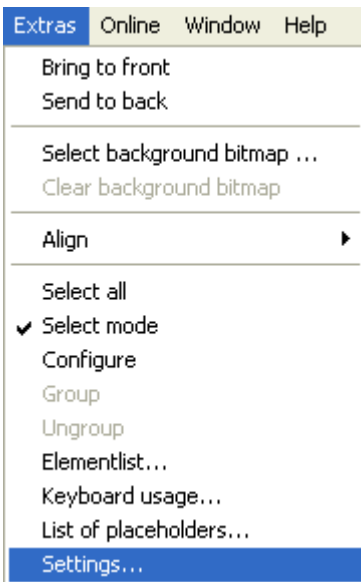 Extras Online Window Help
Bring to front
Send to back
Select background bitmap ...
Clear background bitmap
Align
Select all
Select mode
Configure
Group
Ungroup
Elementlist...
Keyboard usage...
List of placeholders...
Settings...